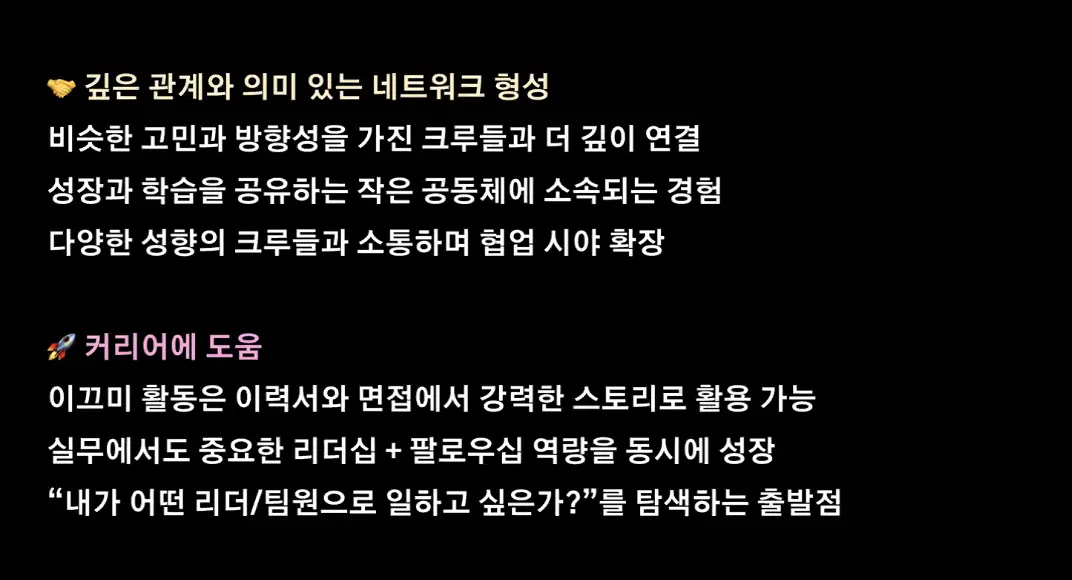 🤝 깊은 관계와 의미 있는 네트워크 형성
비슷한 고민과 방향성을 가진 크루들과 더 깊이 연결
성장과 학습을 공유하는 작은 공동체에 소속되는 경험
다양한 성향의 크루들과 소통하며 협업 시야 확장
🚀 커리어에 도움
이끄미 활동은 이력서와 면접에서 강력한 스토리로 활용 가능
실무에서도 중요한 리더십 + 팔로우십 역량을 동시에 성장
“내가 어떤 리더/팀원으로 일하고 싶은가?”를 탐색하는 출발점